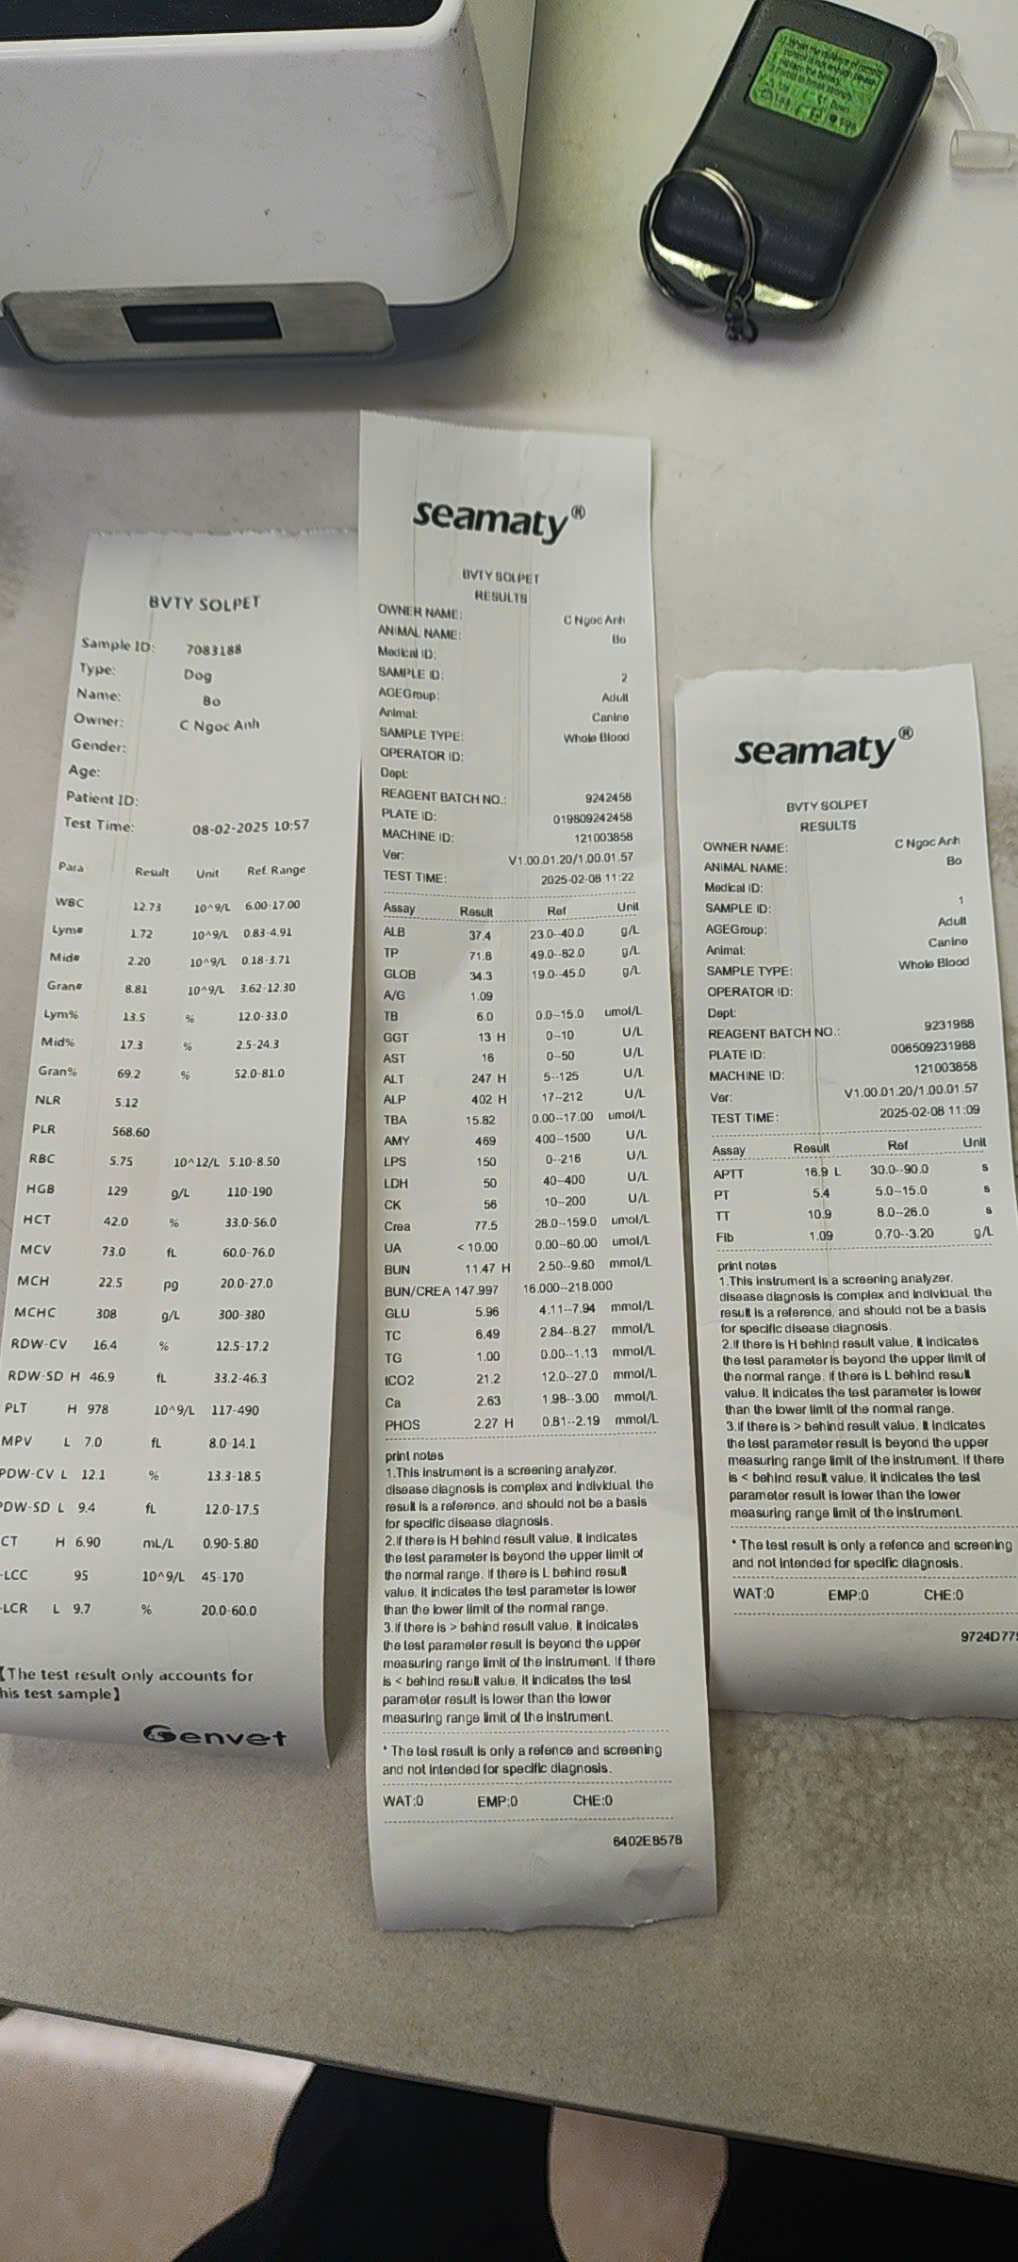 BVTY SOLPET
Sample ID: 7083188
Type: Dog
Name: Bo
Owner: C Ngoc Anh
Gender:
Age:
Patient ID:
Test Time: 08-02-2025 10:57
Para Result Unit Ref. Range
WBC 12.73 10^9/L 6.00-17.00
Lym# 1.72 10^9/L 0.83-4.91
Mid# 2.20 10^9/L 0.18-3.71
Gran# 8.81 10^9/L 3.62-12.30
Lym% 13.5 % 12.0-33.0
Mid% 17.3 % 2.5-24.3
Gran% 69.2 % 52.0-81.0
NLR 5.12
PLR 568.60
RBC 5.75 10^12/L 5.10-8.50
HGB 129 g/L 110-190
HCT 42.0 % 33.0-56.0
MCV 73.0 fL 60.0-76.0
MCH 22.5 pg 20.0-27.0
MCHC 308 g/L 300-380
RDW-CV 16.4 % 12.5-17.2
RDW-SD H 46.9 fL 33.2-46.3
PLT H 978 10^9/L 117-490
MPV L 7.0 fL 8.0-14.1
PDW-CV L 12.1 % 13.3-18.5
PDW-SD L 9.4 fL 12.0-17.5
CT H 6.90 mL/L 0.90-5.80
-LCC 95 10^9/L 45-170
-LCR L 9.7 % 20.0-60.0
【The test result only accounts for
his test sample】
Genvet
seamaty®
BVTY SOLPET
RESULTS
OWNER NAME: C Ngoc Anh
ANIMAL NAME: Bo
Medical ID:
SAMPLE ID: 2
AGEGroup: Adult
Animal: Canine
SAMPLE TYPE: Whole Blood
OPERATOR ID:
Dept:
REAGENT BATCH NO.: 9242458
PLATE ID: 019809242458
MACHINE ID: 121003858
Ver: V1.00.01.20/1.00.01.57
TEST TIME: 2025-02-08 11:22
Assay Result Ref Unit
ALB 37.4 23.0--40.0 g/L
TP 71.8 49.0--82.0 g/L
GLOB 34.3 19.0--45.0 g/L
A/G 1.09
TB 6.0 0.0--15.0 umol/L
GGT 13 H 0--10 U/L
AST 16 0--50 U/L
ALT 247 H 5--125 U/L
ALP 402 H 17--212 U/L
TBA 15.82 0.00--17.00 umol/L
AMY 469 400--1500 U/L
LPS 150 0--216 U/L
LDH 50 40--400 U/L
CK 56 10--200 U/L
Crea 77.5 28.0--159.0 umol/L
UA < 10.00 0.00--60.00 umol/L
BUN 11.47 H 2.50--9.60 mmol/L
BUN/CREA 147.997 16.000--218.000
GLU 5.96 4.11--7.94 mmol/L
TC 6.49 2.84--8.27 mmol/L
TG 1.00 0.00--1.13 mmol/L
tCO2 21.2 12.0--27.0 mmol/L
Ca 2.63 1.98--3.00 mmol/L
PHOS 2.27 H 0.81--2.19 mmol/L
print notes
1.This instrument is a screening analyzer,
disease diagnosis is complex and individual, the
result is a reference, and should not be a basis
for specific disease diagnosis.
2.If there is H behind result value, it indicates
the test parameter is beyond the upper limit of
the normal range. If there is L behind result
value, it indicates the test parameter is lower
than the lower limit of the normal range.
3.If there is > behind result value, it indicates
the test parameter result is beyond the upper
measuring range limit of the instrument. If there
is < behind result value, it indicates the test
parameter result is lower than the lower
measuring range limit of the instrument.
* The test result is only a refence and screening
and not intended for specific diagnosis.
WAT:0 EMP:0 CHE:0
6402E8578
seamaty®
BVTY SOLPET
RESULTS
OWNER NAME: C Ngoc Anh
ANIMAL NAME: Bo
Medical ID:
SAMPLE ID: 1
AGEGroup: Adult
Animal: Canine
SAMPLE TYPE: Whole Blood
OPERATOR ID:
Dept:
REAGENT BATCH NO.: 9231988
PLATE ID: 006509231988
MACHINE ID: 121003858
Ver: V1.00.01.20/1.00.01.57
TEST TIME: 2025-02-08 11:09
Assay Result Ref Unit
APTT 16.9 L 30.0--90.0 s
PT 5.4 5.0--15.0 s
TT 10.9 8.0--26.0 s
Fib 1.09 0.70--3.20 g/L
print notes
1.This instrument is a screening analyzer,
disease diagnosis is complex and individual, the
result is a reference, and should not be a basis
for specific disease diagnosis.
2.If there is H behind result value, it indicates
the test parameter is beyond the upper limit of
the normal range. If there is L behind result
value, it indicates the test parameter is lower
than the lower limit of the normal range.
3.If there is > behind result value, it indicates
the test parameter result is beyond the upper
measuring range limit of the instrument. If there
is < behind result value, it indicates the test
parameter result is lower than the lower
measuring range limit of the instrument.
* The test result is only a refence and screening
and not intended for specific diagnosis.
WAT:0 EMP:0 CHE:0
9724D77